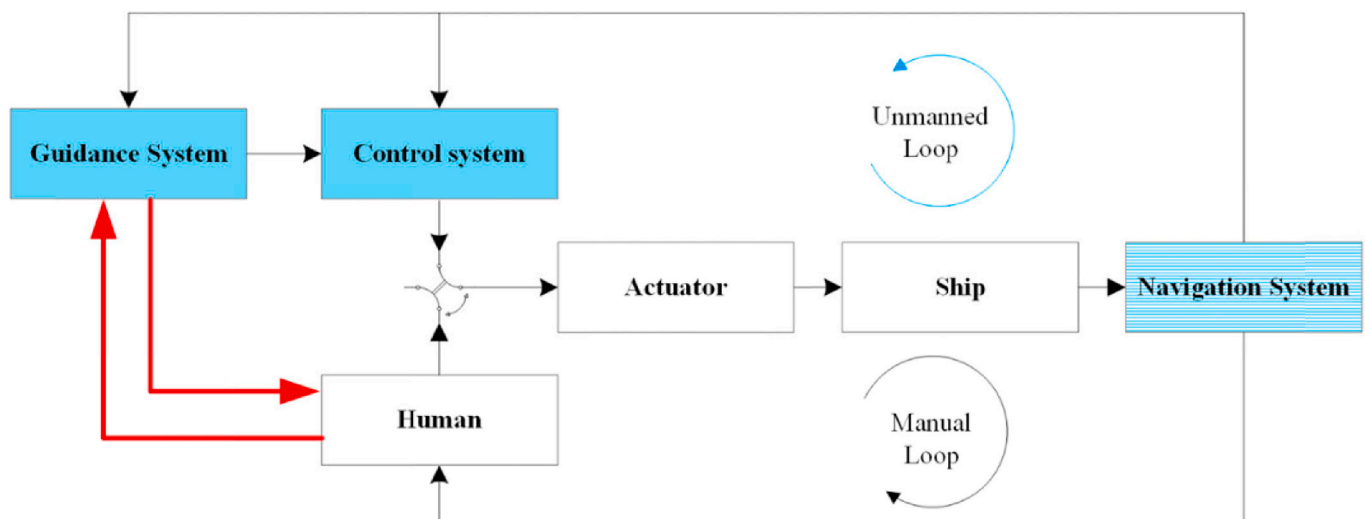 Unmanned
Loop
Guidance System
Control system
Actuator
Ship
Navigation System
Human
Manual
Loop